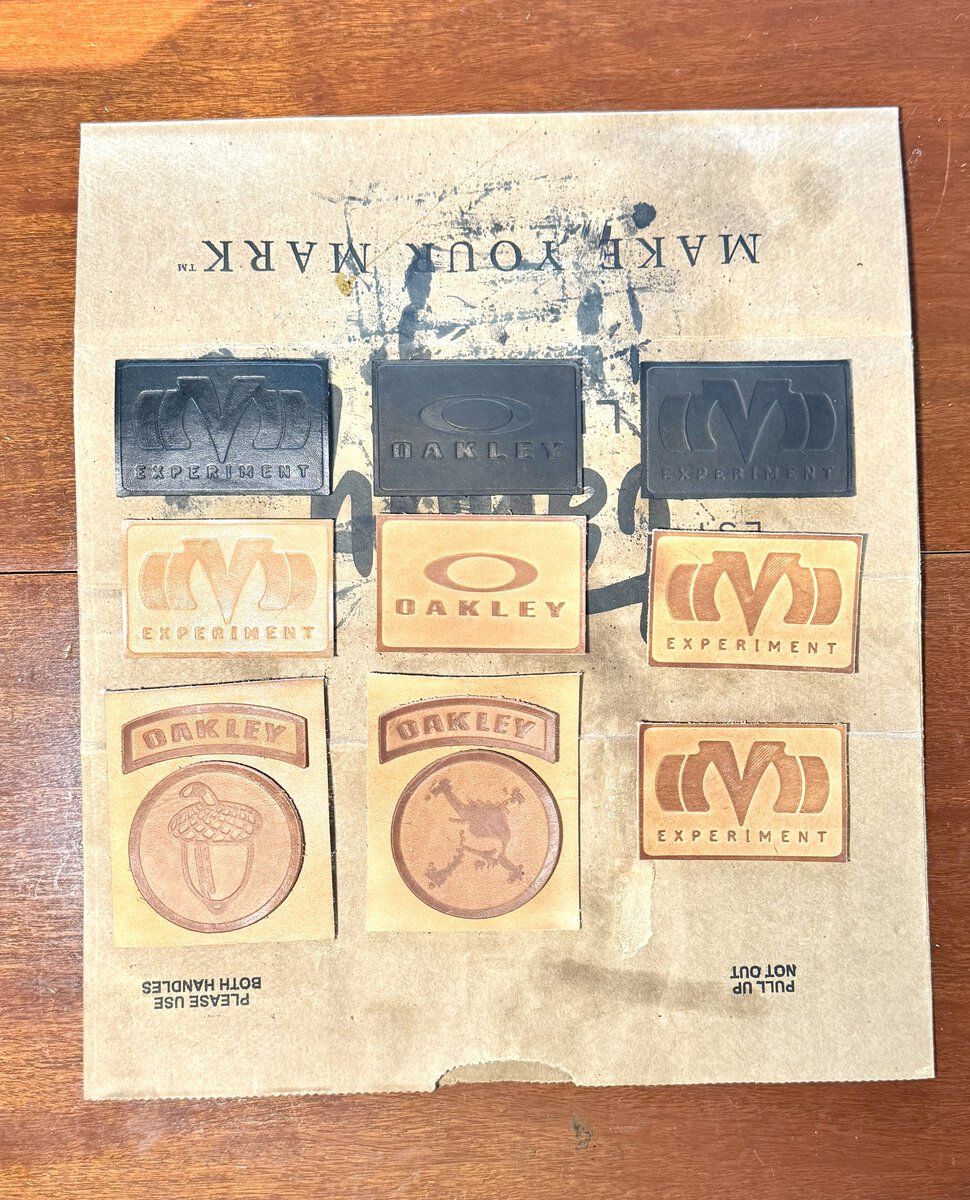 MAKE YOUR MARK™
EXPERIMENT
OAKLEY
EXPERIMENT
EST
EXPERIMENT
OAKLEY
EXPERIMENT
OAKLEY
OAKLEY
EXPERIMENT
PLEASE USE
BOTH HANDLES
PULL UP
NOT OUT